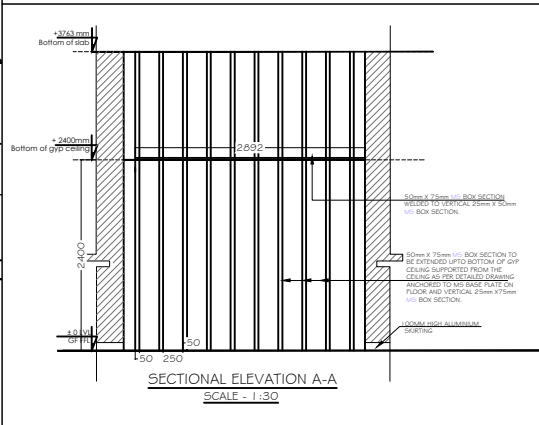 +3763 mm
Bottom of slab
+ 2400mm
Bottom of gyp ceiling
2892
50mm X 75mm MS BOX SECTION
WELDED TO VERTICAL 25mm X 50mm
MS BOX SECTION.
2400
50mm X 75mm MS BOX SECTION TO
BE EXTENDED UPTO BOTTOM OF GYP
CEILING SUPPORTED FROM THE
CEILING AS PER DETAILED DRAWING
ANCHORED TO MS BASE PLATE ON
FLOOR AND VERTICAL 25mm X75mm
MS BOX SECTION.
100MM HIGH ALUMINIUM
SKIRTING
± 0 LVL
GF FFL
50
50 250
SECTIONAL ELEVATION A-A
SCALE - 1:30